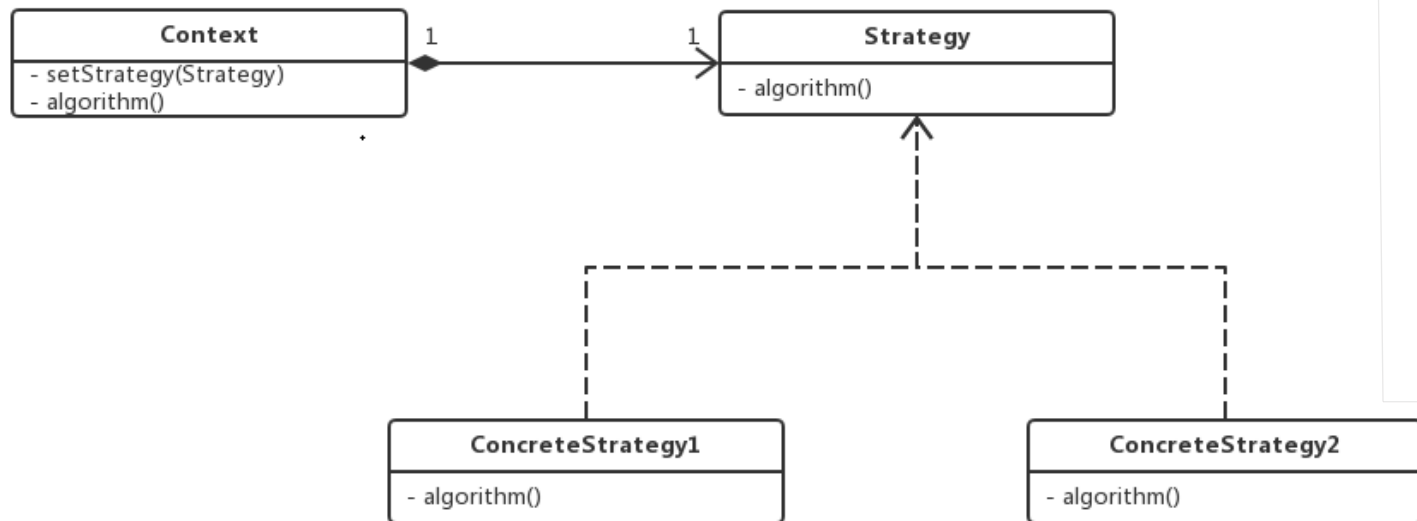 Context
- setStrategy(Strategy)
- algorithm()
1
1
Strategy
- algorithm()
ConcreteStrategy1
- algorithm()
ConcreteStrategy2
- algorithm()